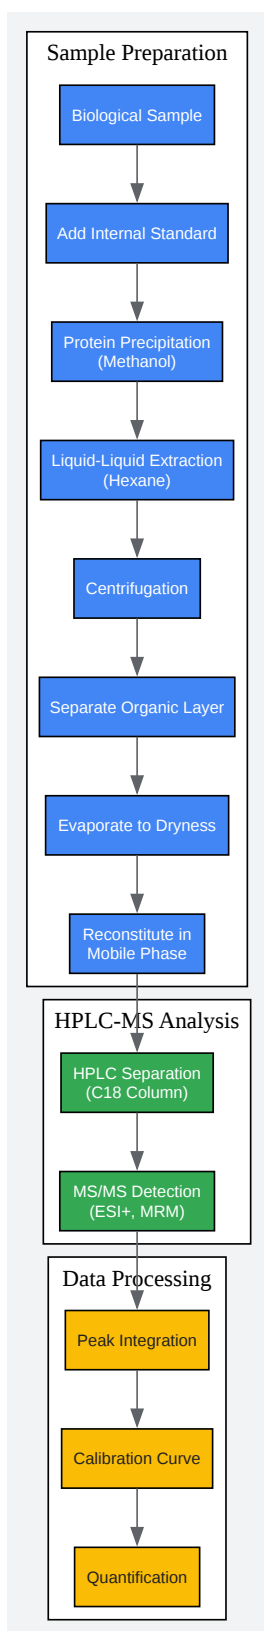 Sample Preparation
Biological Sample
Add Internal Standard
Protein Precipitation
(Methanol)
Liquid-Liquid Extraction
(Hexane)
Centrifugation
Separate Organic Layer
Evaporate to Dryness
Reconstitute in
Mobile Phase
HPLC-MS Analysis
HPLC Separation
(C18 Column)
MS/MS Detection
(ESI+, MRM)
Data Processing
Peak Integration
Calibration Curve
Quantification